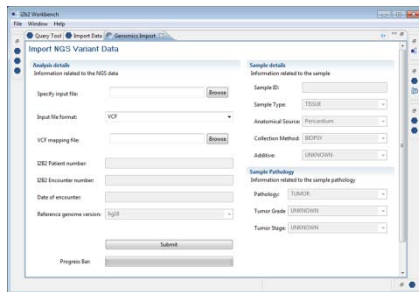 i2b2 Workbench
File Window Help
Query Tool
Import Data
Genomics Import
Import NGS Variant Data
Analysis details
Information related to the NGS data
Specify input file:
Browse
Input file format:
VCF
VCF mapping file:
Browse
I2B2 Patient number:
I2B2 Encounter number:
Date of encounter:
Reference genome version:
hg18
Submit
Progress Bar:
Sample details
Information related to the sample
Sample ID:
Sample Type:
TISSUE
Anatomical Source:
Pericardium
Collection Method:
BIOPSY
Additive:
UNKNOWN
Sample Pathology
Information related to the sample pathology
Pathology:
TUMOR
Tumor Grade
UNKNOWN
Tumor Stage:
UNKNOWN